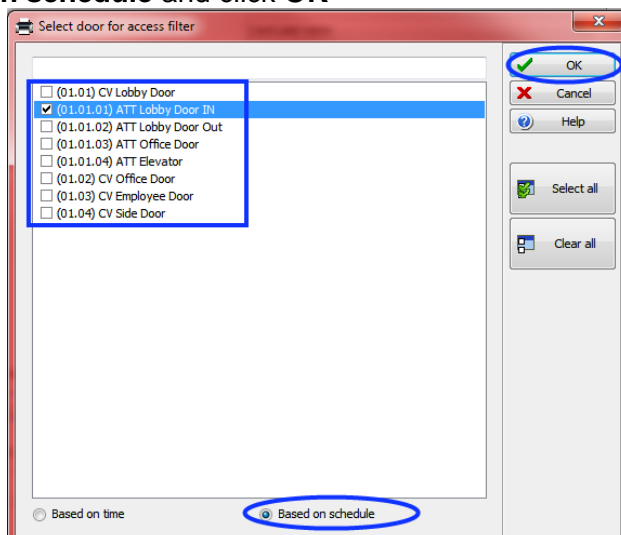 Schedule and click OK
Select door for access filter
OK
(01.01) CV Lobby Door
Cancel
(01.01.01) ATT Lobby Door IN
(01.01.02) ATT Lobby Door Out
Help
(01.01.03) ATT Office Door
(01.01.04) ATT Elevator
(01.02) CV Office Door
(01.03) CV Employee Door
Select all
(01.04) CV Side Door
Clear all
Based on time
Based on schedule